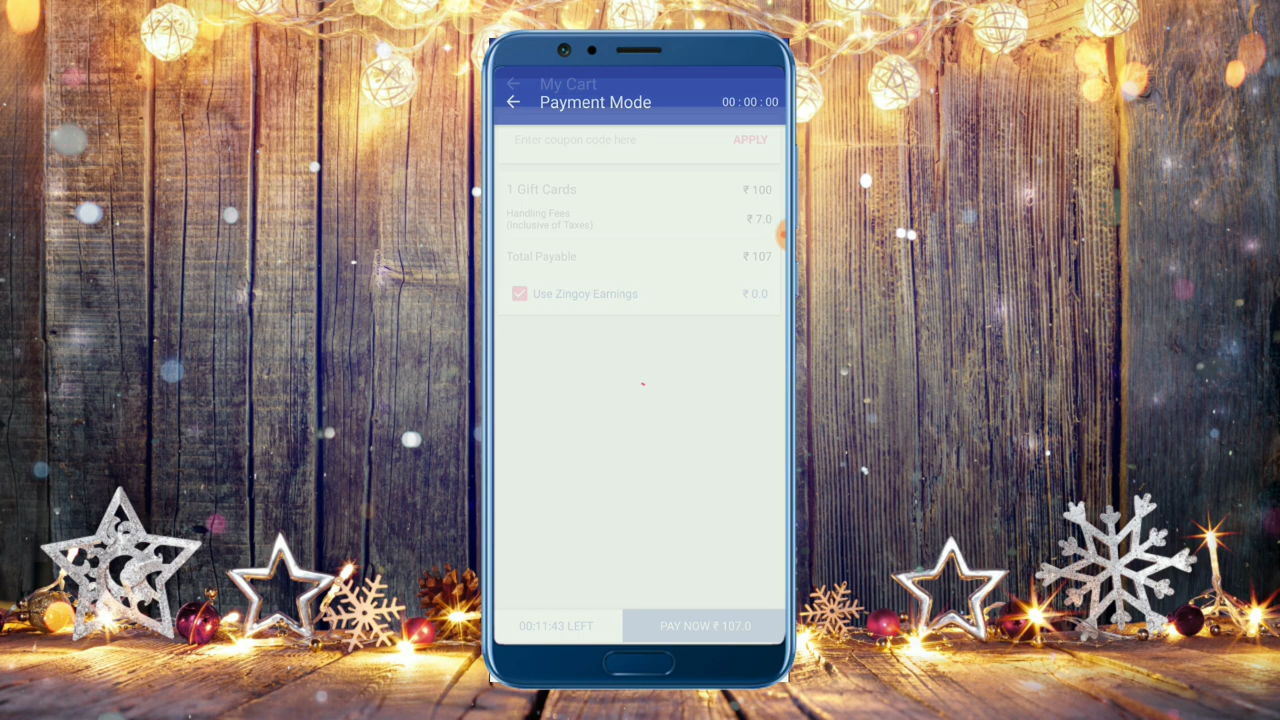 My Cart
Payment Mode 00 : 00 : 00
Enter coupon code here APPLY
1 Gift Cards ₹ 100
Handling Fees ₹ 7.0
(Inclusive of Taxes)
Total Payable ₹ 107
Use Zingoy Earnings ₹ 0.0
00:11:43 LEFT PAY NOW ₹ 107.0